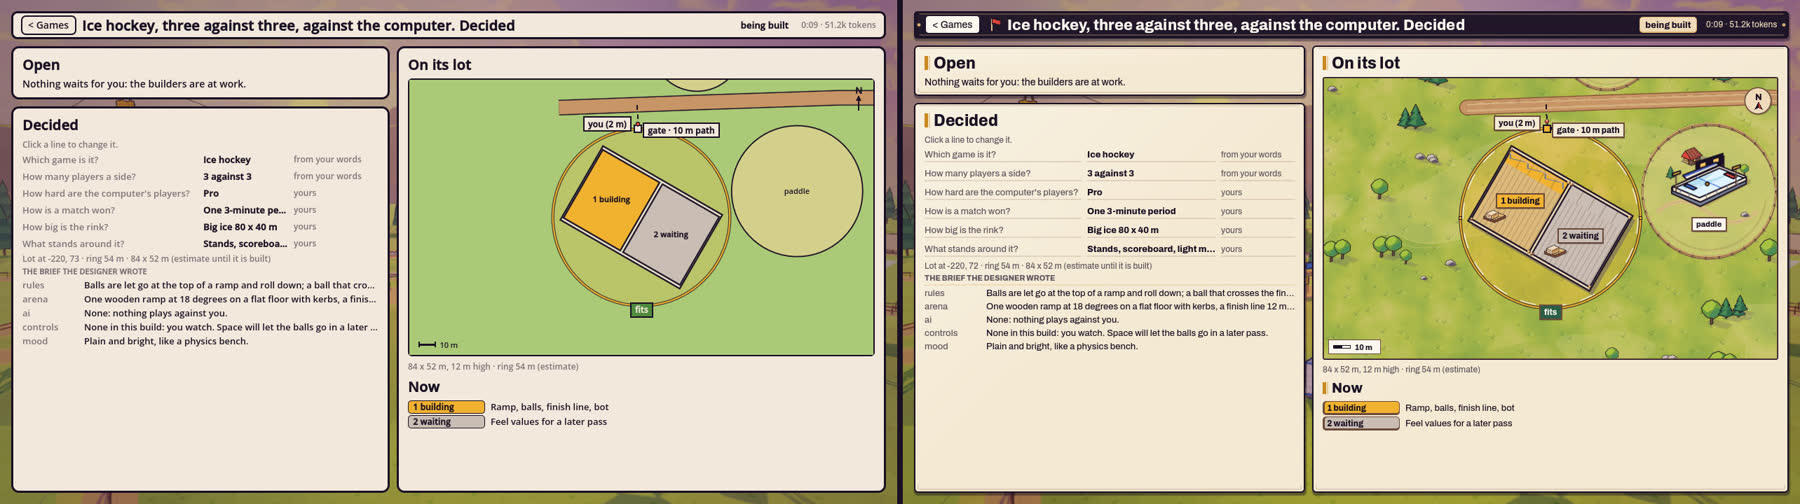 < Games
Ice hockey, three against three, against the computer. Decided
being built
0:09 · 51.2k tokens
Open
Nothing waits for you: the builders are at work.
Decided
Click a line to change it.
Which game is it? Ice hockey from your words
How many players a side? 3 against 3 from your words
How hard are the computer's players? Pro yours
How is a match won? One 3-minute pe... yours
How big is the rink? Big ice 80 x 40 m yours
What stands around it? Stands, scoreboa... yours
Lot at -220, 73 · ring 54 m · 84 x 52 m (estimate until it is built)
THE BRIEF THE DESIGNER WROTE
rules Balls are let go at the top of a ramp and roll down; a ball that cro...
arena One wooden ramp at 18 degrees on a flat floor with kerbs, a finis...
ai None: nothing plays against you.
controls None in this build: you watch. Space will let the balls go in a later ...
mood Plain and bright, like a physics bench.
On its lot
N
you (2 m)
gate · 10 m path
paddle
1 building
2 waiting
fits
10 m
84 x 52 m, 12 m high · ring 54 m (estimate)
Now
1 building Ramp, balls, finish line, bot
2 waiting Feel values for a later pass
< Games
Ice hockey, three against three, against the computer. Decided
being built
0:09 · 51.2k tokens
Open
Nothing waits for you: the builders are at work.
Decided
Click a line to change it.
Which game is it? Ice hockey from your words
How many players a side? 3 against 3 from your words
How hard are the computer's players? Pro yours
How is a match won? One 3-minute period yours
How big is the rink? Big ice 80 x 40 m yours
What stands around it? Stands, scoreboard, light m... yours
Lot at -220, 72 · ring 54 m · 84 x 52 m (estimate until it is built)
THE BRIEF THE DESIGNER WROTE
rules Balls are let go at the top of a ramp and roll down; a ball that crosses the fin...
arena One wooden ramp at 18 degrees on a flat floor with kerbs, a finish line 12 m...
ai None: nothing plays against you.
controls None in this build: you watch. Space will let the balls go in a later pass.
mood Plain and bright, like a physics bench.
On its lot
N
you (2 m)
gate · 10 m path
1 building
2 waiting
paddle
fits
10 m
84 x 52 m, 12 m high · ring 54 m (estimate)
Now
1 building Ramp, balls, finish line, bot
2 waiting Feel values for a later pass